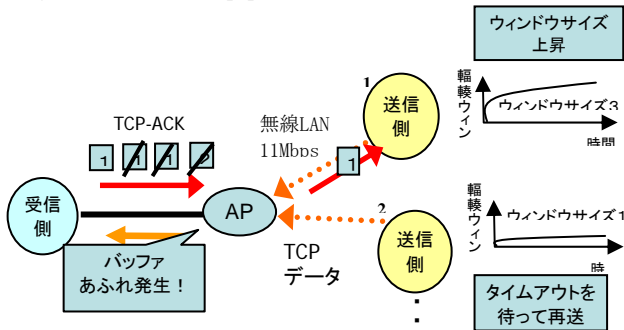 ウィンドウサイズ
上昇
1
送信
側
輻輳ウィン
ウィンドウサイズ3
時間
TCP-ACK
1
1
1
2
無線LAN
11Mbps
1
受信
側
AP
2
送信
側
輻輳ウィン
ウィンドウサイズ1
時
TCP
データ
バッファ
あふれ発生！
タイムアウトを
待って再送